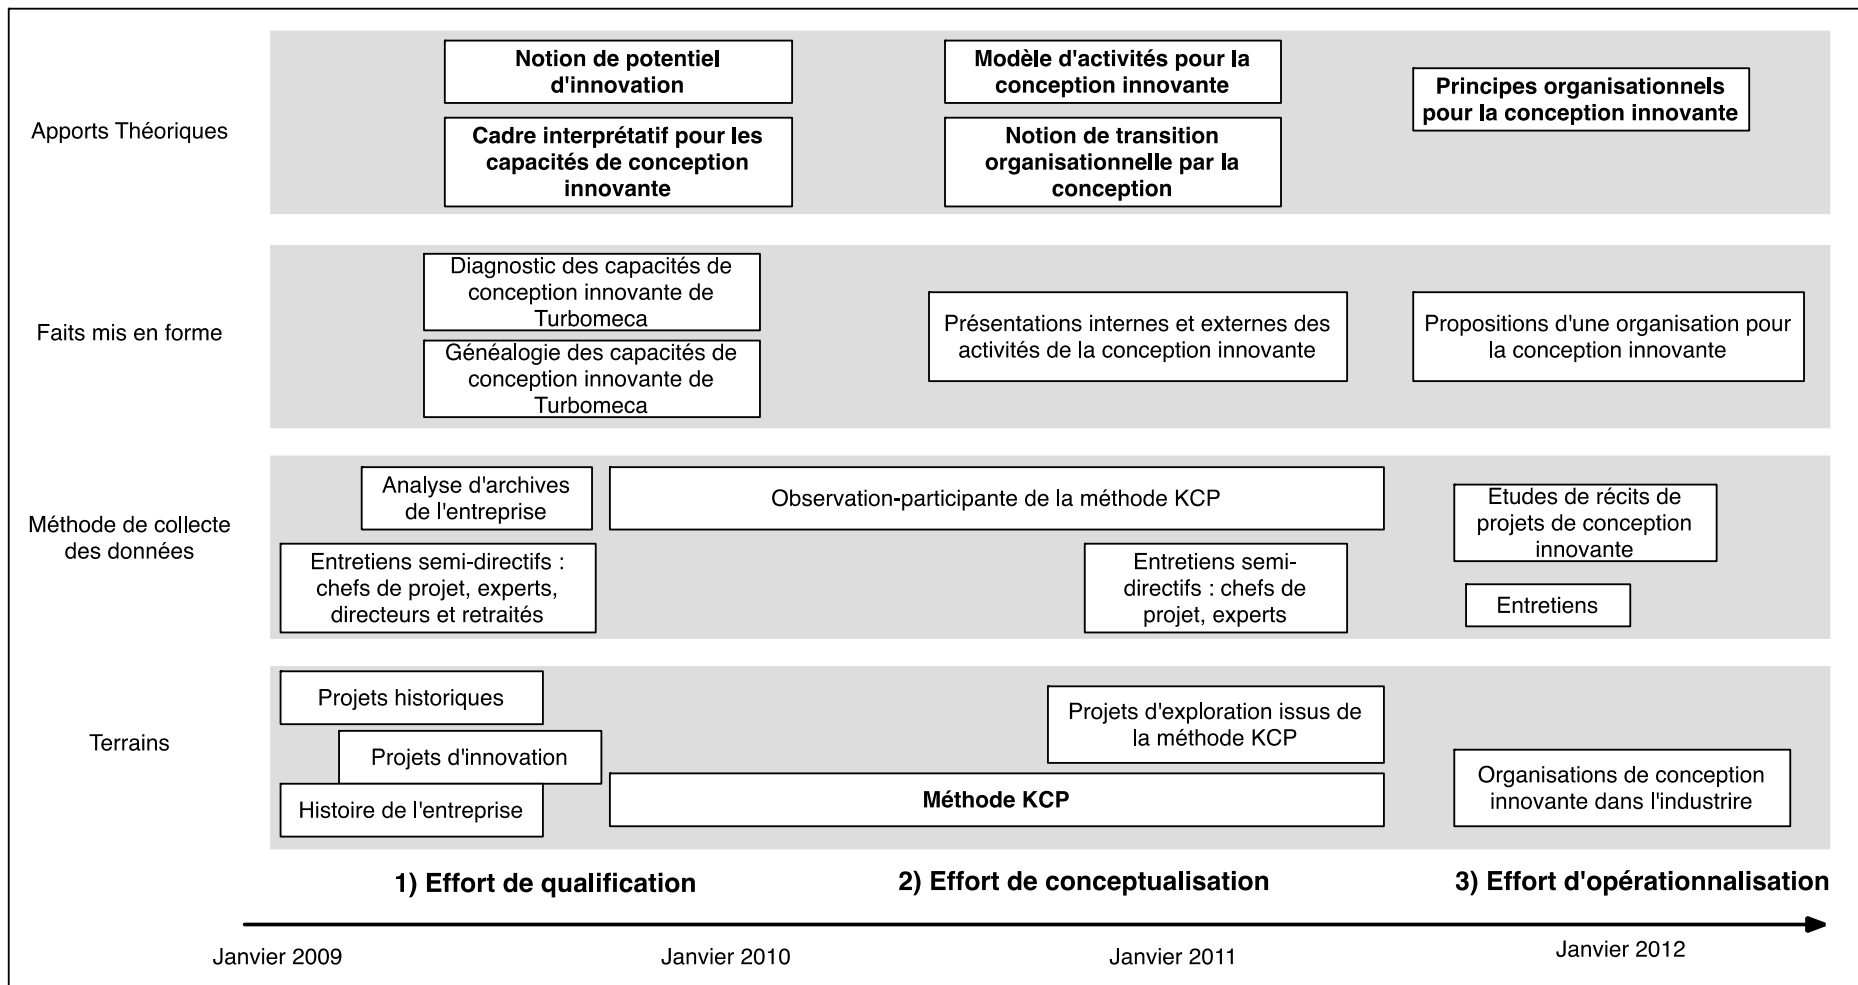 Apports Théoriques
Notion de potentiel
d'innovation
Cadre interprétatif pour les
capacités de conception
innovante
Modèle d'activités pour la
conception innovante
Notion de transition
organisationnelle par la
conception
Principes organisationnels
pour la conception innovante
Faits mis en forme
Diagnostic des capacités de
conception innovante de
Turbomeca
Généalogie des capacités de
conception innovante de
Turbomeca
Présentations internes et externes des
activités de la conception innovante
Propositions d'une organisation pour
la conception innovante
Méthode de collecte
des données
Analyse d'archives
de l'entreprise
Entretiens semi-directifs :
chefs de projet, experts,
directeurs et retraités
Observation-participante de la méthode KCP
Entretiens semi-
directifs : chefs de
projet, experts
Etudes de récits de
projets de conception
innovante
Entretiens
Terrains
Projets historiques
Projets d'innovation
Histoire de l'entreprise
Projets d'exploration issus de
la méthode KCP
Méthode KCP
Organisations de conception
innovante dans l'industrire
1) Effort de qualification
2) Effort de conceptualisation
3) Effort d'opérationnalisation
Janvier 2009
Janvier 2010
Janvier 2011
Janvier 2012